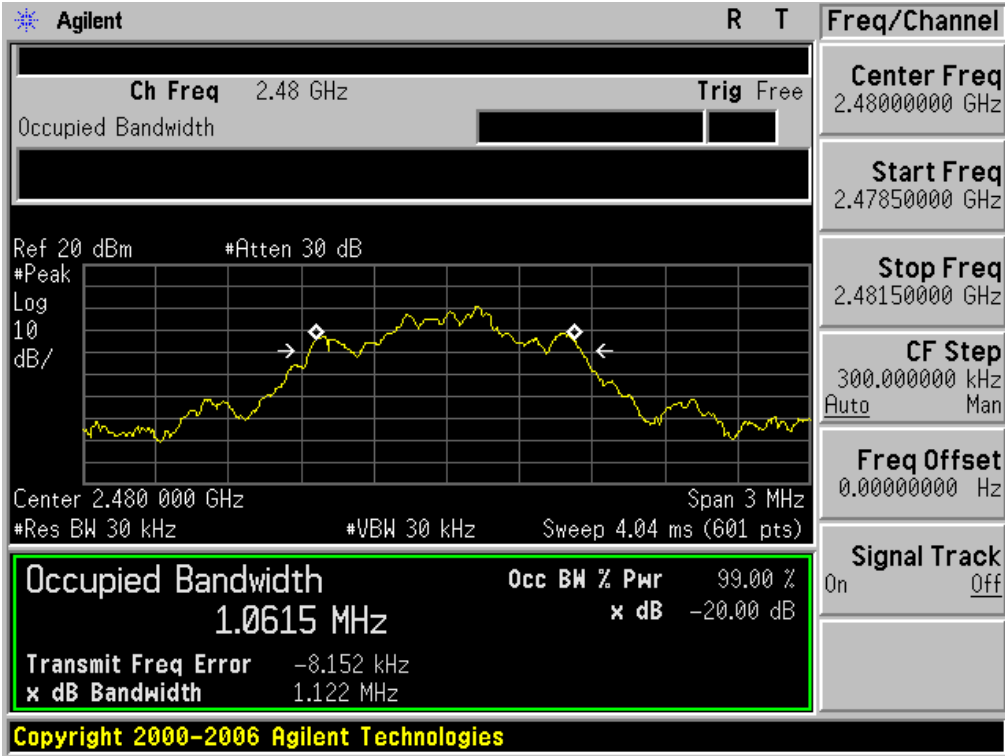 Agilent R T Freq/Channel
Ch Freq 2.48 GHz Trig Free
Occupied Bandwidth
Center Freq
2.48000000 GHz
Start Freq
2.47850000 GHz
Stop Freq
2.48150000 GHz
CF Step
300.000000 kHz
Auto Man
Freq Offset
0.00000000 Hz
Signal Track
On Off
Ref 20 dBm #Atten 30 dB
#Peak
Log
10
dB/
Center 2.480 000 GHz Span 3 MHz
#Res BW 30 kHz #VBW 30 kHz Sweep 4.04 ms (601 pts)
Occupied Bandwidth Occ BW % Pwr 99.00 %
1.0615 MHz x dB -20.00 dB
Transmit Freq Error -8.152 kHz
x dB Bandwidth 1.122 MHz
Copyright 2000-2006 Agilent Technologies